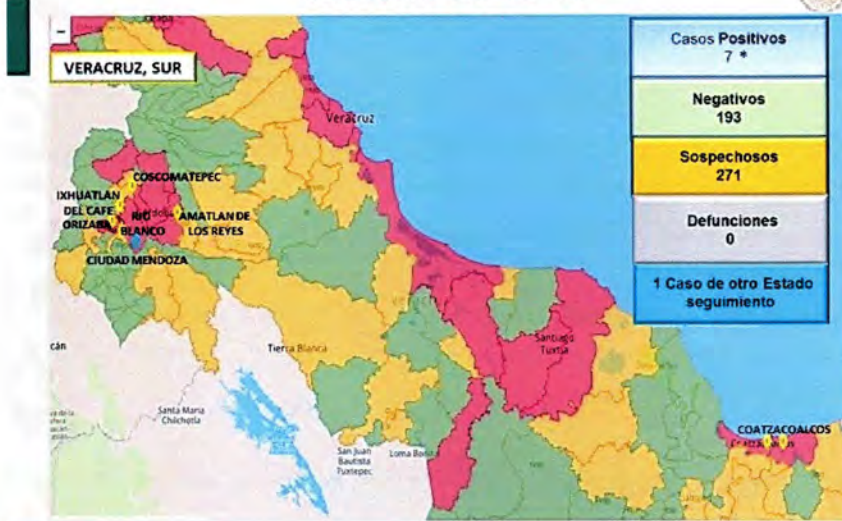 VERACRUZ, SUR
Casos Positivos
7 *
Negativos
193
Sospechosos
271
Defunciones
0
1 Caso de otro Estado
seguimiento
Veracruz
COSCOMATEPEC
IXHUATLAN
DEL CAFE
ORIZABA
RIO
BLANCO
AMATLAN DE
LOS REYES
CIUDAD MENDOZA
Tierra Blanca
Santiago
Tuxtla
Santa María
Chilchotla
San Juan
Bautista
Tuxtepec
Loma Bonita
COATZACOALCOS